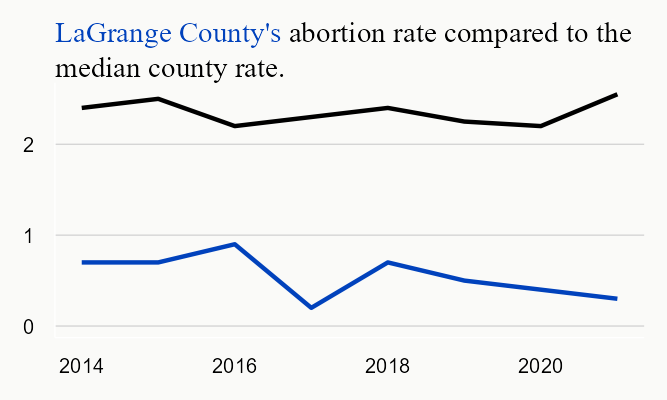 LaGrange County's abortion rate compared to the
median county rate.
2
1
0
2014 2016 2018 2020